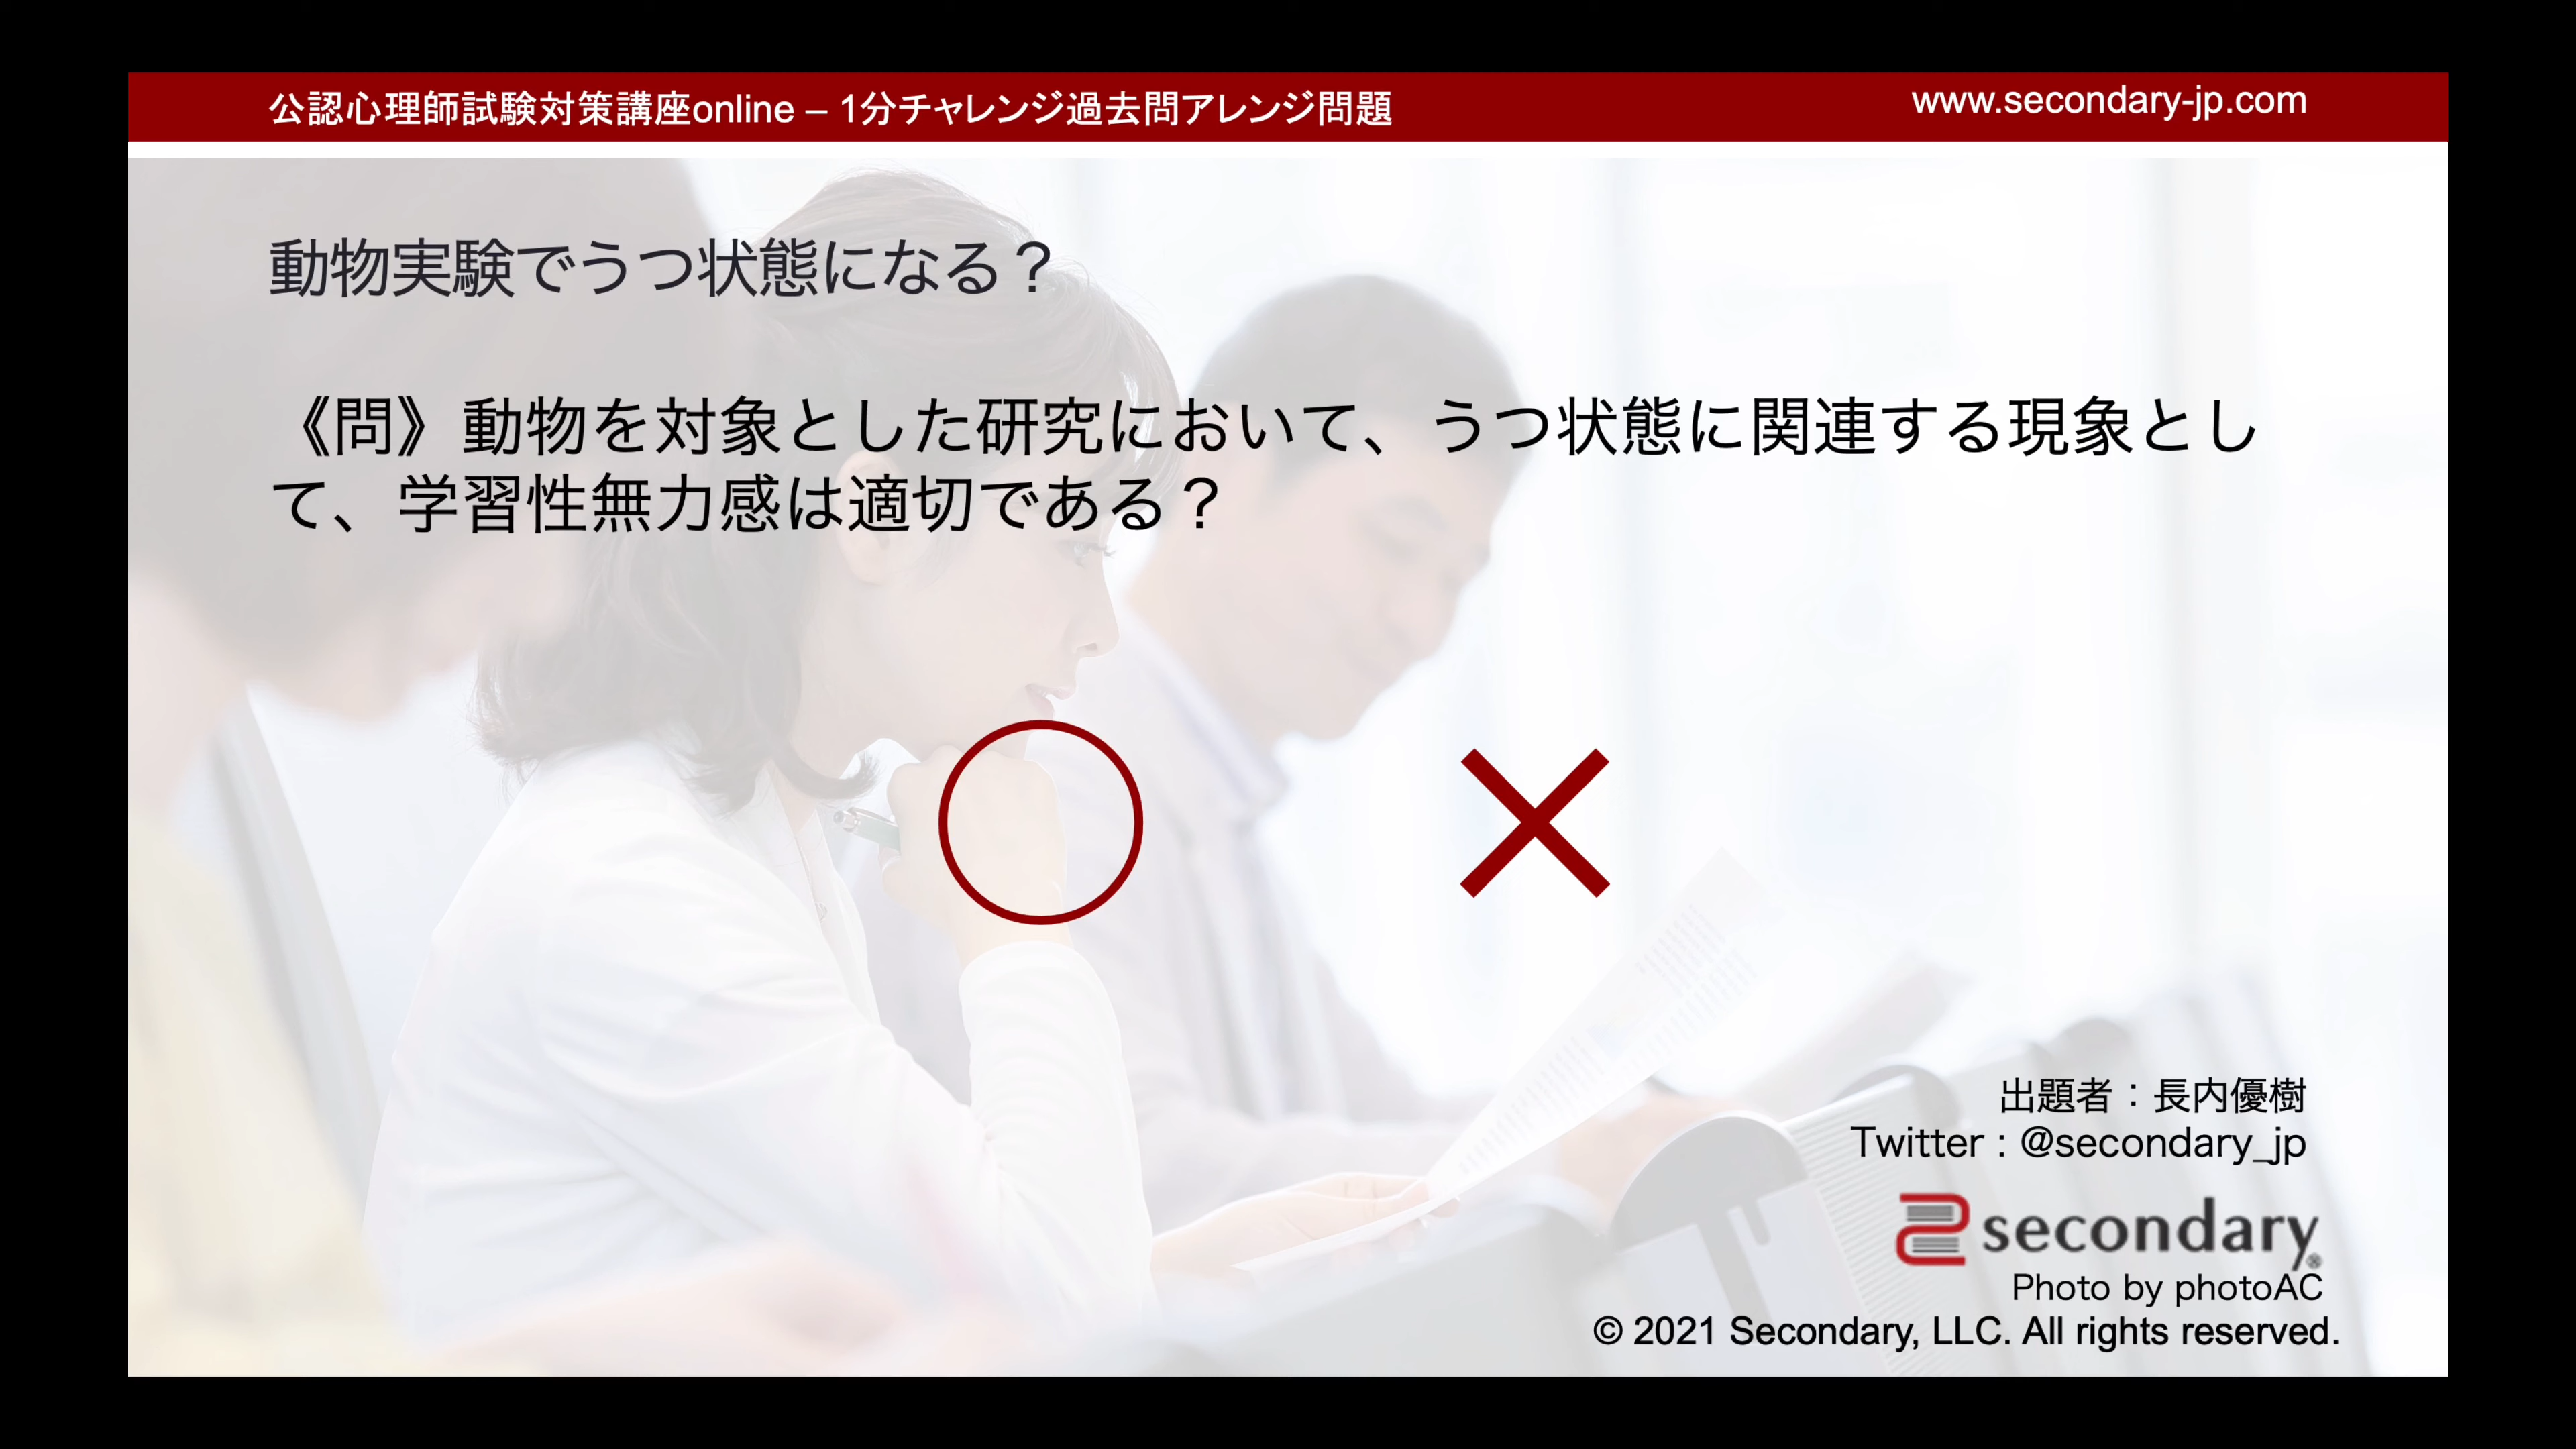 公認心理師試験対策講座online – 1分チャレンジ過去問アレンジ問題
www.secondary-jp.com
動物実験でうつ状態になる？
《問》動物を対象とした研究において、うつ状態に関連する現象とし
て、学習性無力感は適切である？
出題者：長内優樹
Twitter : @secondary_jp
secondary®
Photo by photoAC
© 2021 Secondary, LLC. All rights reserved.